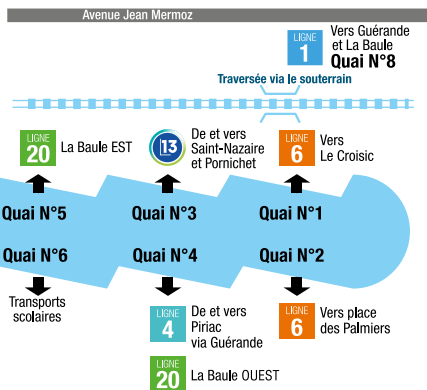 Avenue Jean Mermoz
LIGNE
1
Vers Guérande
et La Baule
Quai N°8
Traversée via le souterrain
LIGNE
20
La Baule EST
13
De et vers
Saint-Nazaire
et Pornichet
LIGNE
6
Vers
Le Croisic
Quai N°5
Quai N°3
Quai N°1
Quai N°6
Quai N°4
Quai N°2
Transports
scolaires
LIGNE
4
De et vers
Piriac
via Guérande
LIGNE
6
Vers place
des Palmiers
LIGNE
20
La Baule OUEST